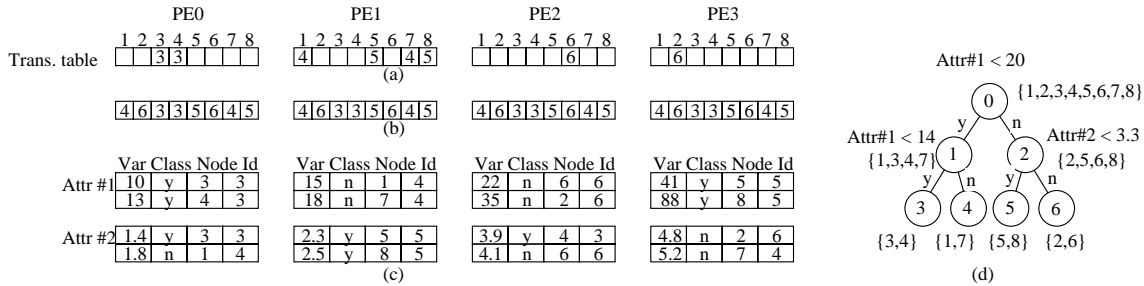 PE0 PE1 PE2 PE3
1 2 3 4 5 6 7 8 1 2 3 4 5 6 7 8 1 2 3 4 5 6 7 8 1 2 3 4 5 6 7 8
Trans. table 3 3 4 5 4 5 6 6
(a)
4 6 3 3 5 6 4 5 4 6 3 3 5 6 4 5 4 6 3 3 5 6 4 5 4 6 3 3 5 6 4 5
(b)
Var Class Node Id Var Class Node Id Var Class Node Id Var Class Node Id
Attr #1 10 y 3 3 15 n 1 4 22 n 6 6 41 y 5 5
13 y 4 3 18 n 7 4 35 n 2 6 88 y 8 5
Attr #2 1.4 y 3 3 2.3 y 5 5 3.9 y 4 3 4.8 n 2 6
1.8 n 1 4 2.5 y 8 5 4.1 n 6 6 5.2 n 7 4
(c)
Attr#1 < 20
0 {1,2,3,4,5,6,7,8}
y n
Attr#1 < 14 Attr#2 < 3.3
{1,3,4,7} 1 2 {2,5,6,8}
y n y n
3 4 5 6
{3,4} {1,7} {5,8} {2,6}
(d)